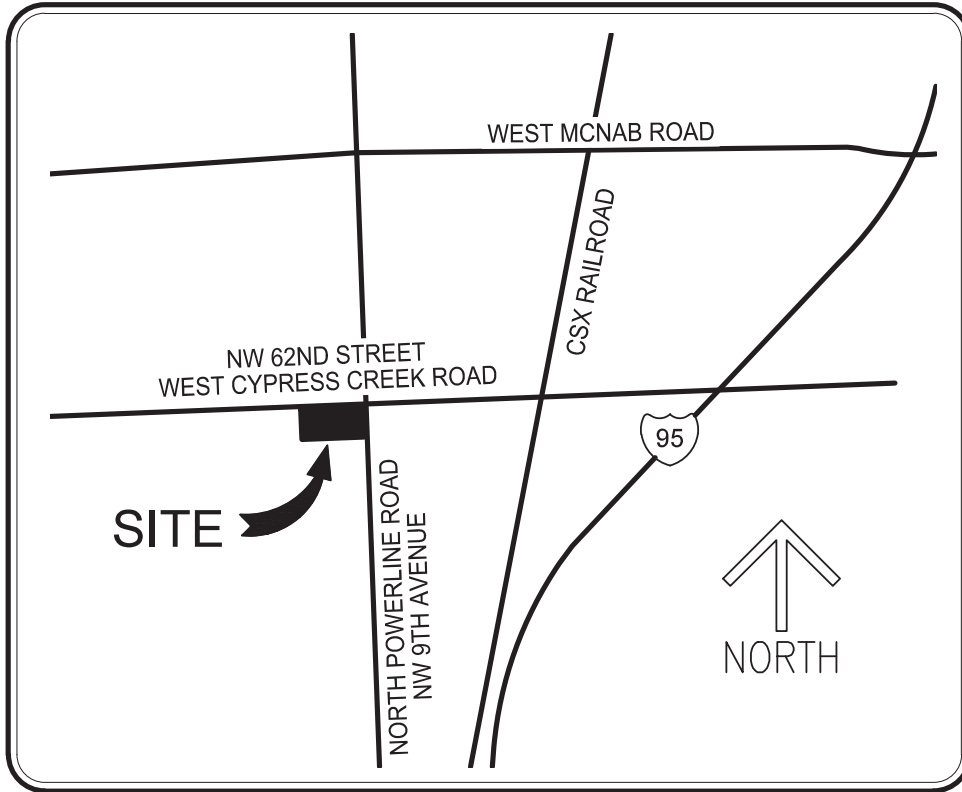 WEST MCNAB ROAD
CSX RAILROAD
NW 62ND STREET
WEST CYPRESS CREEK ROAD
95
SITE
NORTH POWERLINE ROAD
NW 9TH AVENUE
NORTH